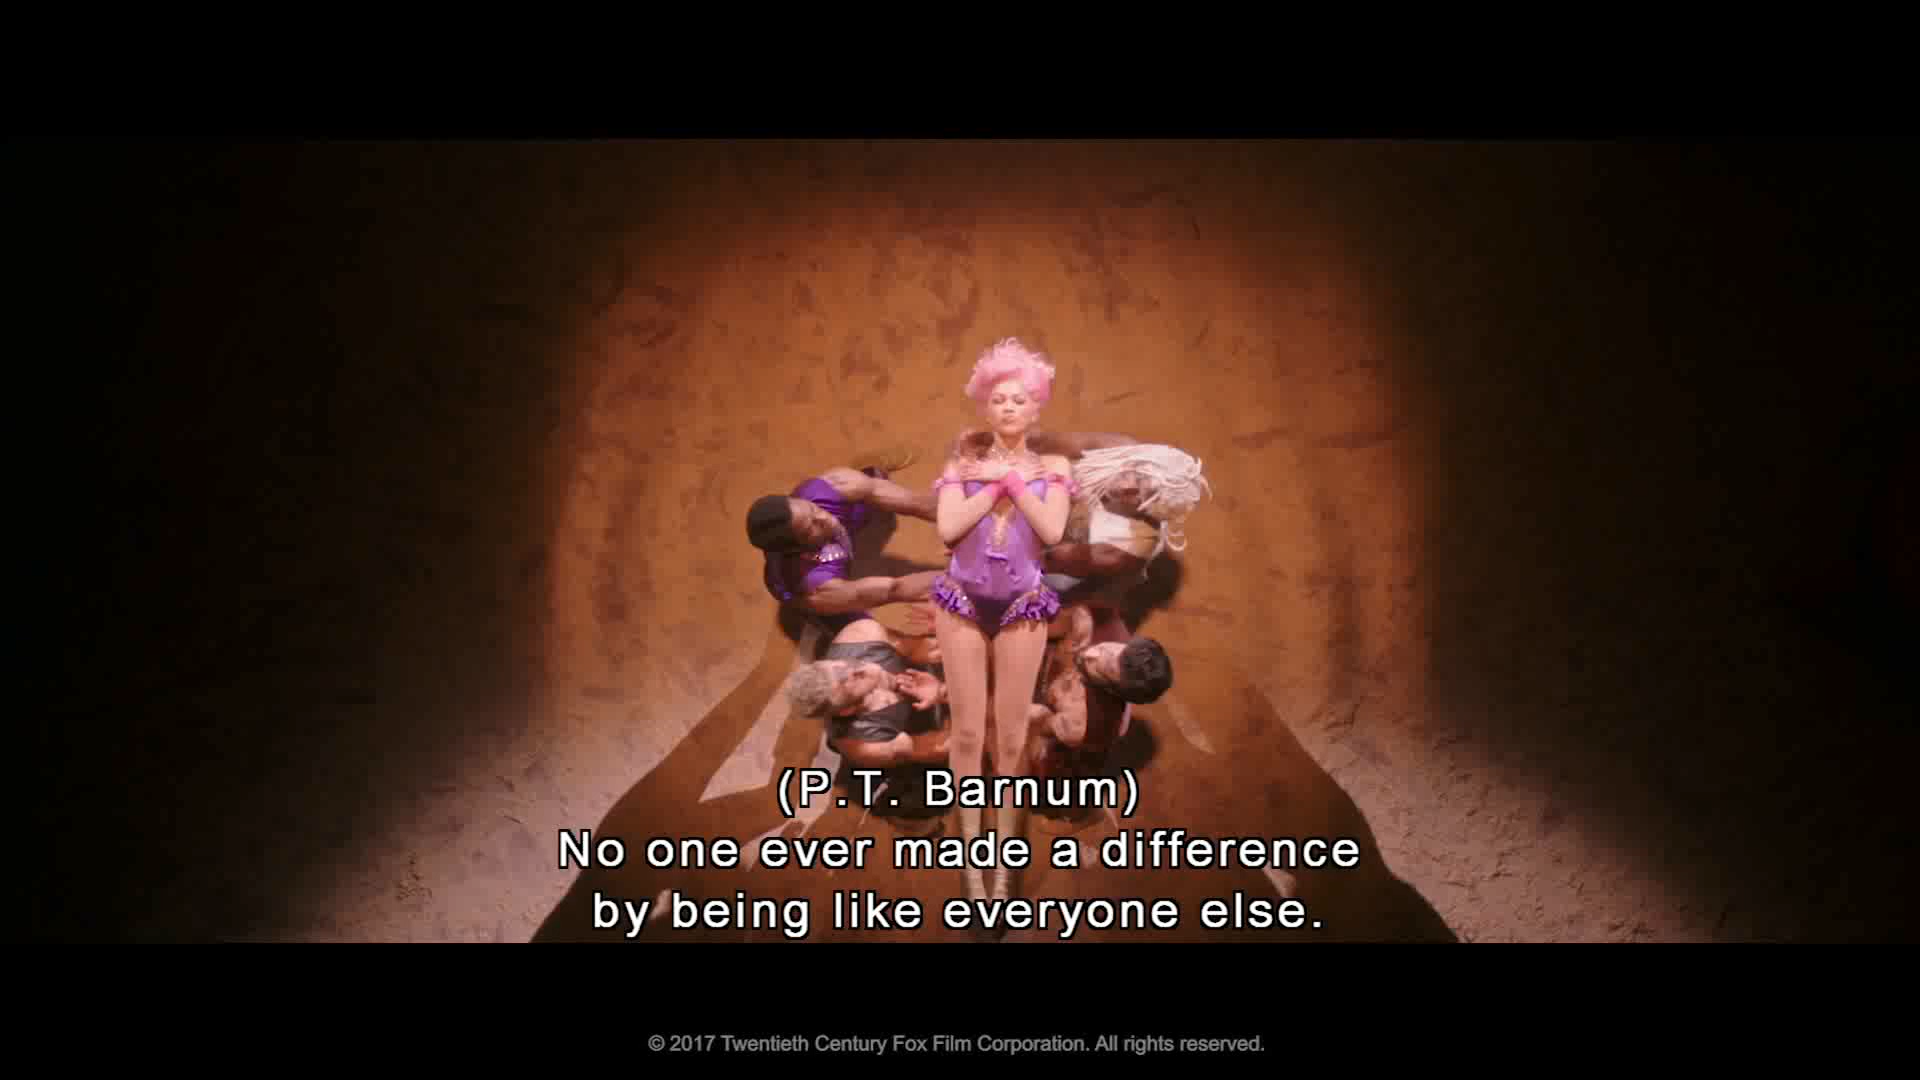 (P.T. Barnum)
No one ever made a difference
by being like everyone else.
© 2017 Twentieth Century Fox Film Corporation. All rights reserved.